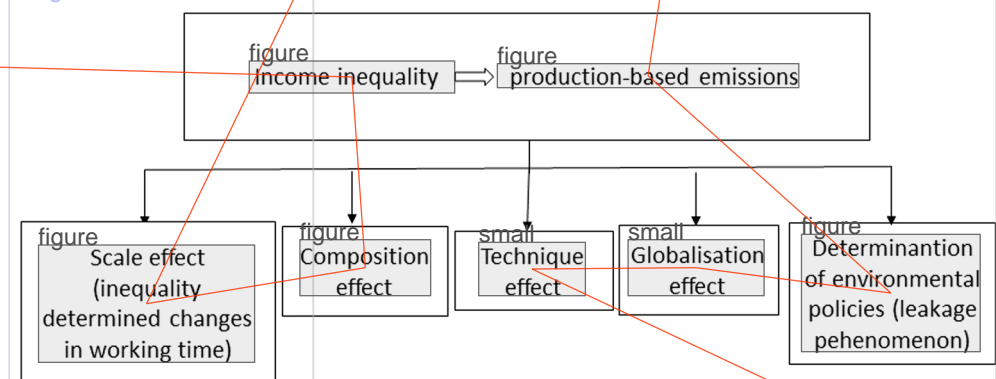 figure
figure
Income inequality
production-based emissions
figure
Scale effect
(inequality
determined changes
in working time)
figure
Composition
effect
small
Technique
effect
small
Globalisation
effect
figure
Determinantion
of environmental
policies (leakage
pehenomenon)